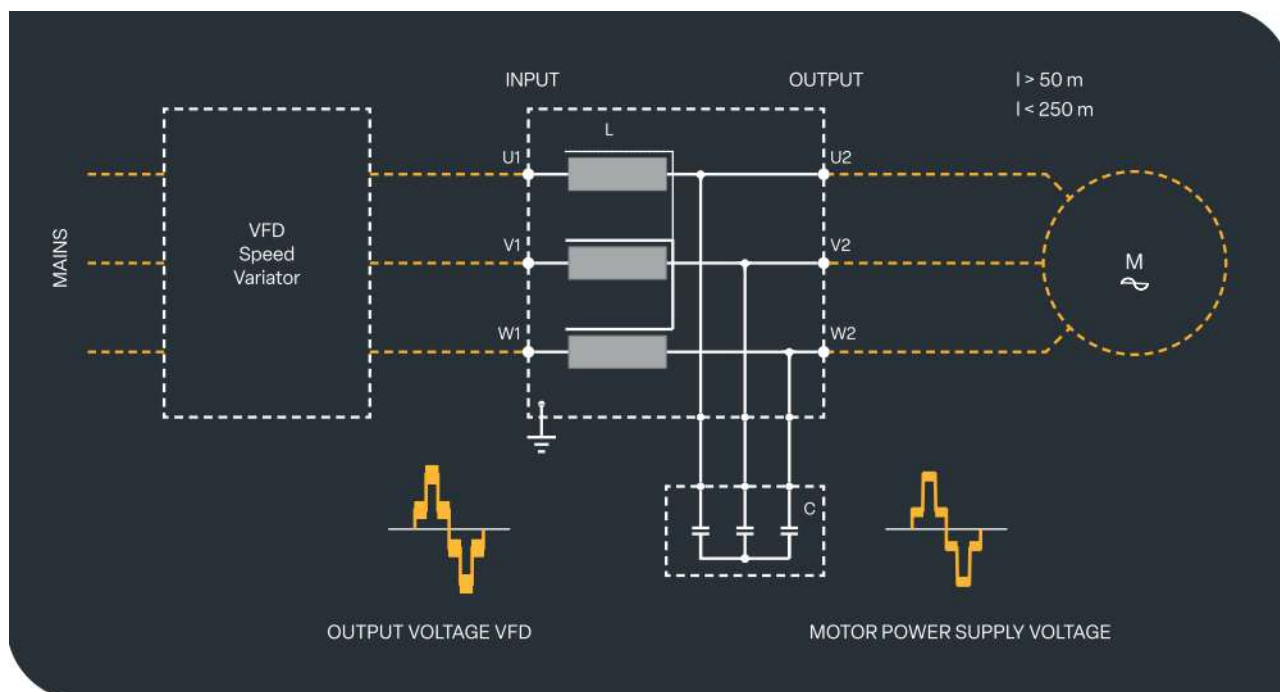 INPUT
OUTPUT
l > 50 m
l < 250 m
L
U1
U2
MAINS
VFD
Speed
Variator
V1
V2
M
W1
W2
C
OUTPUT VOLTAGE VFD
MOTOR POWER SUPPLY VOLTAGE